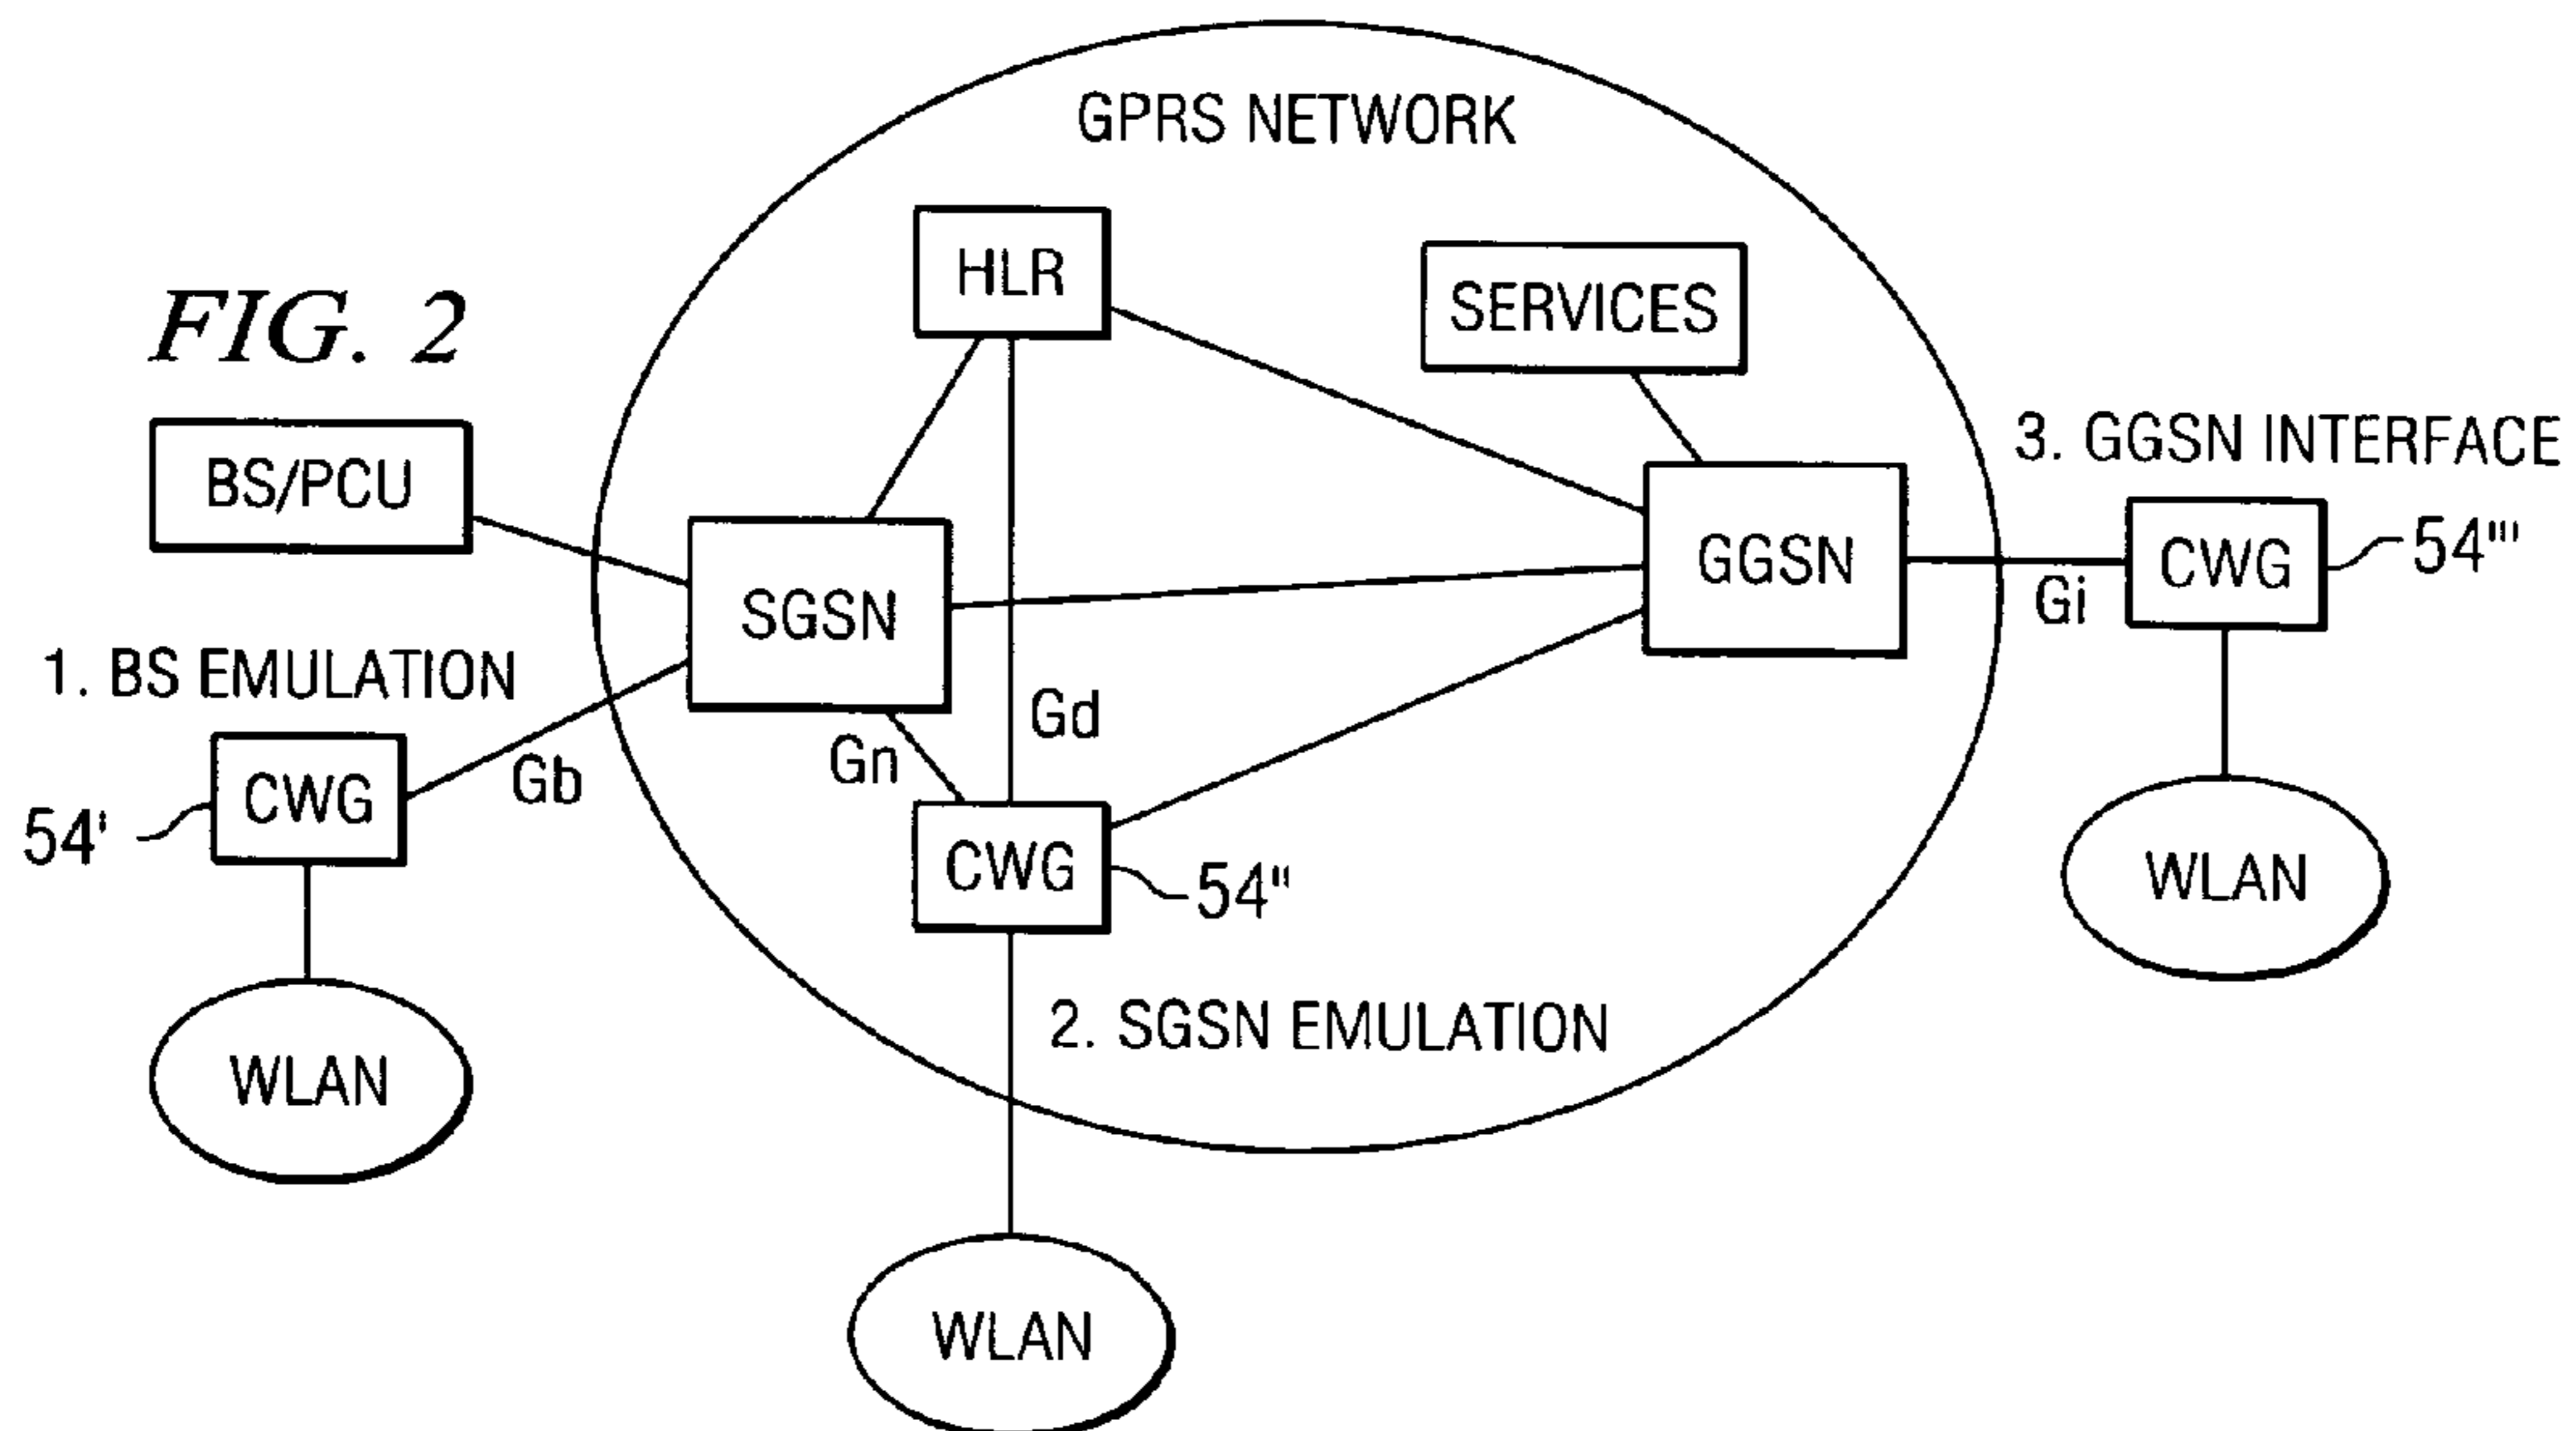 GPRS NETWORK
HLR
SERVICES
FIG. 2
BS/PCU
3. GGSN INTERFACE
SGSN
GGSN
CWG
54'''
Gi
1. BS EMULATION
Gb
Gn
Gd
CWG
54'
CWG
54"
WLAN
2. SGSN EMULATION
WLAN
WLAN